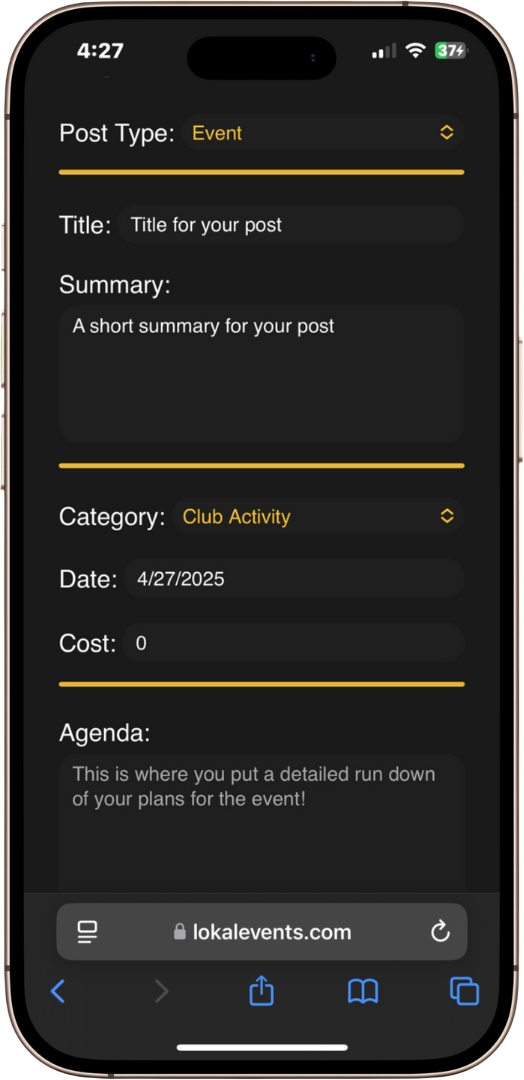 4:27
37
Post Type: Event
Title: Title for your post
Summary:
A short summary for your post
Category: Club Activity
Date: 4/27/2025
Cost: 0
Agenda:
This is where you put a detailed run down
of your plans for the event!
lokalevents.com